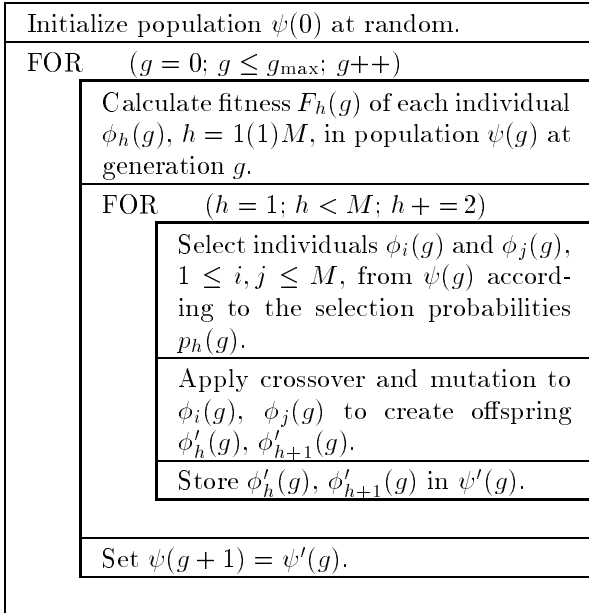 Initialize population ψ(0) at random.
FOR (g = 0; g ≤ g_max; g++)
Calculate fitness F_h(g) of each individual
ϕ_h(g), h = 1(1)M, in population ψ(g) at
generation g.
FOR (h = 1; h < M; h + = 2)
Select individuals ϕ_i(g) and ϕ_j(g),
1 ≤ i, j ≤ M, from ψ(g) accord-
ing to the selection probabilities
p_h(g).
Apply crossover and mutation to
ϕ_i(g), ϕ_j(g) to create offspring
ϕ′_h(g), ϕ′_{h+1}(g).
Store ϕ′_h(g), ϕ′_{h+1}(g) in ψ′(g).
Set ψ(g + 1) = ψ′(g).